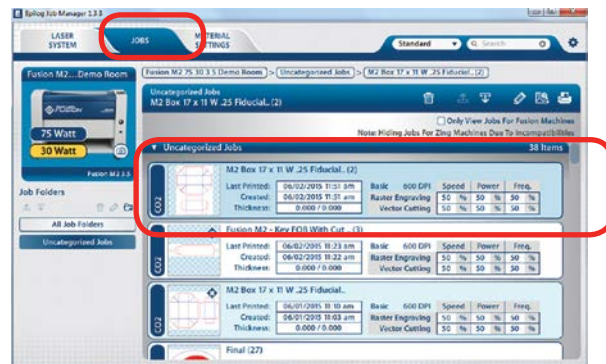 Epilog Job Manager 1.3.3
LASER SYSTEM
JOBS
MATERIAL SETTINGS
Standard
Search
Fusion M2....Demo Room
Fusion M2 75 30 3 5 Demo Room > Uncategorized Jobs > M2 Box 17 x 11 W .25 Fiducial.. (2)
Uncategorized Jobs
M2 Box 17 x 11 W .25 Fiducial.. (2)
FUSION
75 Watt
30 Watt
Fusion M2 3.5
Only View Jobs For Fusion Machines
Note: Hiding Jobs For Zing Machines Due To Incompatibilities
Uncategorized Jobs 38 Items
Job Folders
All Job Folders
Uncategorized Jobs
CO2
M2 Box 17 x 11 W .25 Fiducial.. (2)
Last Printed: 06/02/2015 11:51 am Basic 600 DPI Speed Power Freq.
Created: 06/02/2015 11:51 am Raster Engraving 50 % 50 % 50 %
Thickness: 0.000 / 0.000 Vector Cutting 50 % 50 % 50 %
CO2
Fusion M2 - Key FOB With Cut .. (3)
Last Printed: 06/02/2015 11:23 am Basic 600 DPI Speed Power Freq.
Created: 06/02/2015 11:22 am Raster Engraving 50 % 50 % 50 %
Thickness: 0.000 / 0.000 Vector Cutting 50 % 50 % 50 %
CO2
M2 Box 17 x 11 W .25 Fiducial..
Last Printed: 06/01/2015 11:10 am Basic 600 DPI Speed Power Freq.
Created: 06/01/2015 11:03 am Raster Engraving 50 % 50 % 50 %
Thickness: 0.000 / 0.000 Vector Cutting 50 % 50 % 50 %
Final (27)